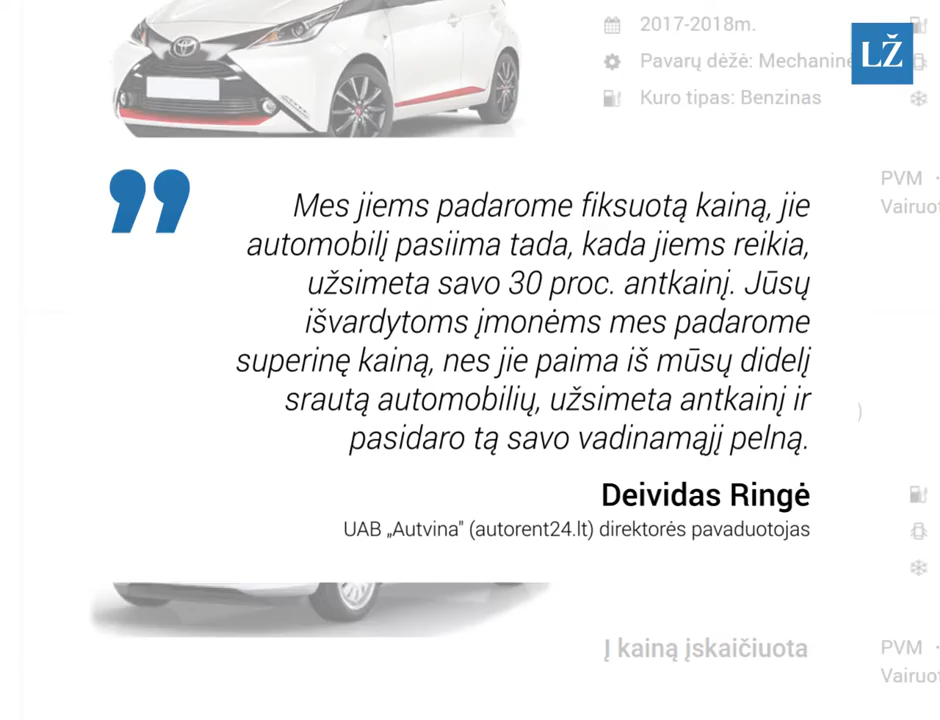 2017-2018m.
LŽ
Pavarų dėžė: Mechaninė
Kuro tipas: Benzinas
PVM
Mes jiems padarome fiksuotą kainą, jie
automobilį pasiima tada, kada jiems reikia,
užsimeta savo 30 proc. antkainį. Jūsų
išvardytoms įmonėms mes padarome
superinę kainą, nes jie paima iš mūsų didelį
srautą automobilių, užsimeta antkainį ir
pasidaro tą savo vadinamąjį pelną.
Deividas Ringė
UAB „Autvina" (autorent24.lt) direktorės pavaduotojas
Į kainą įskaičiuota
PVM